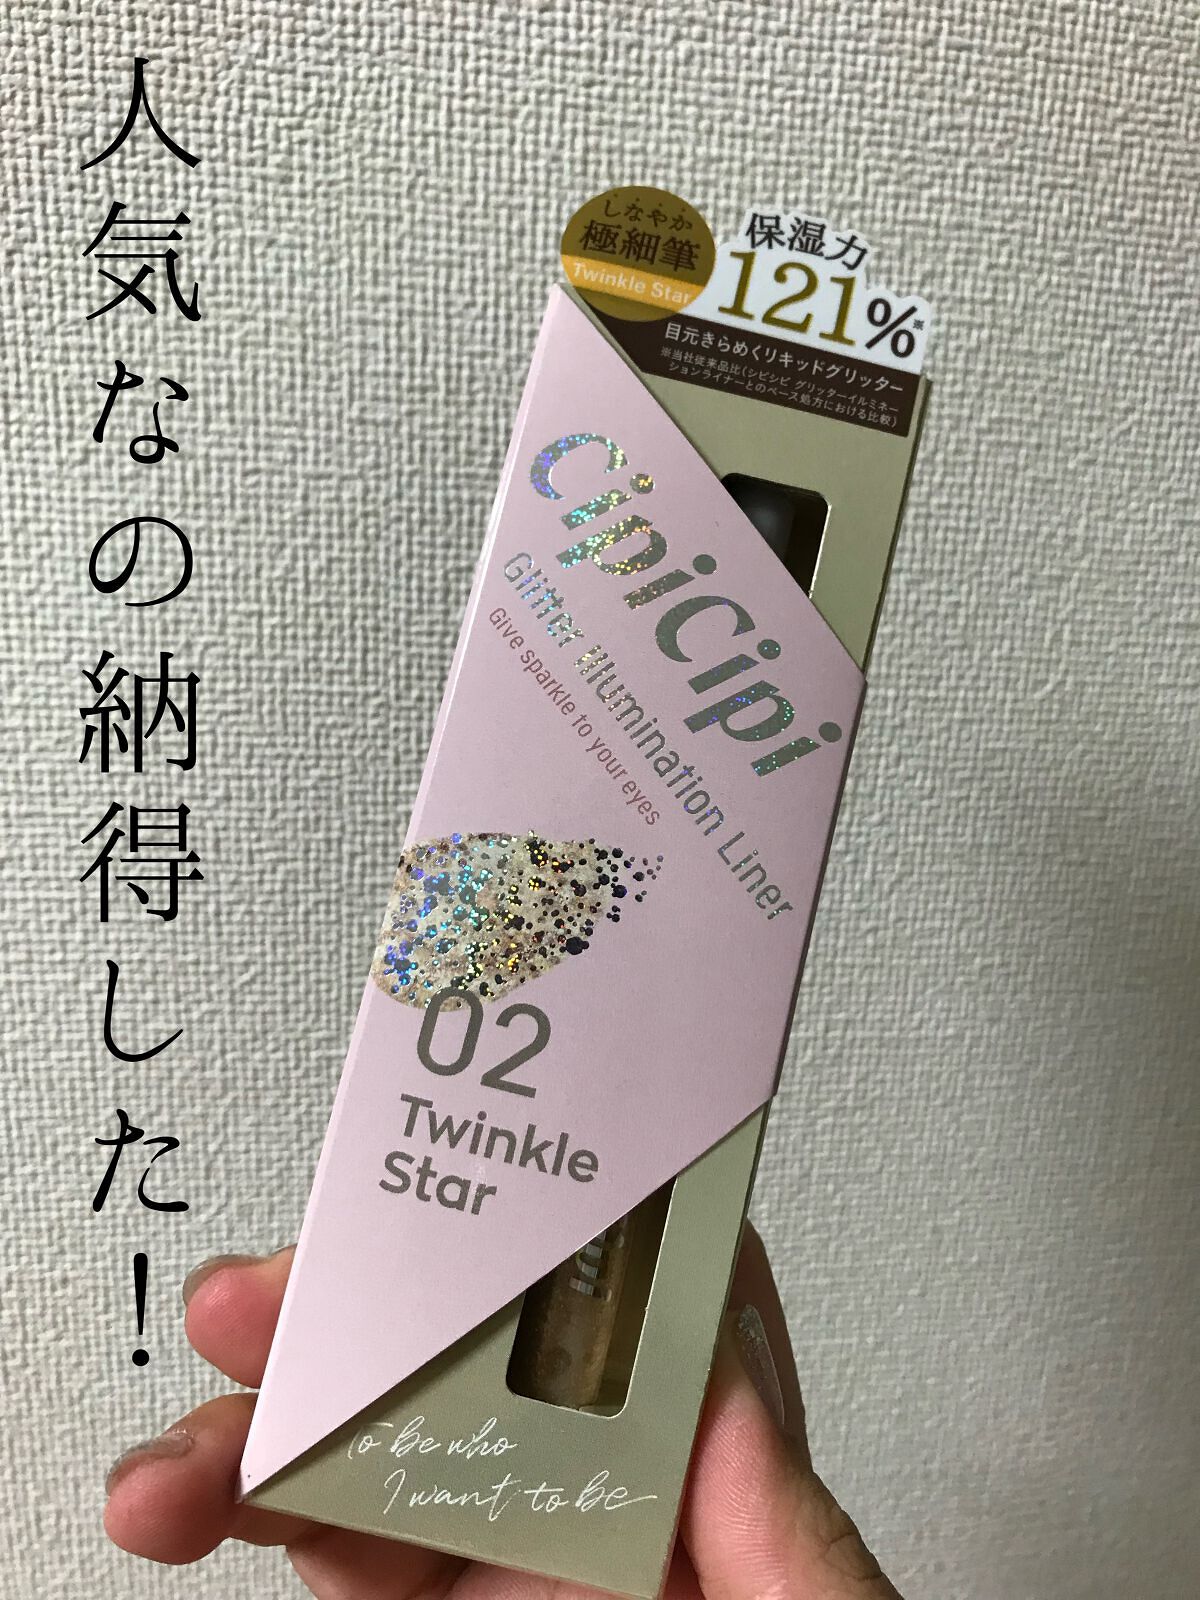 人気なの納得した！
しなやか
極細筆
Twinkle Star
保湿力
121%※
目元きらめくリキッドグリッター
※当社従来品比(シピシピ グリッターイルミネー
ションライナーとのベース処方における比較)
CipiCipi
Glitter Illumination Liner
Give sparkle to your eyes
02
Twinkle
Star
To be who
I want to be